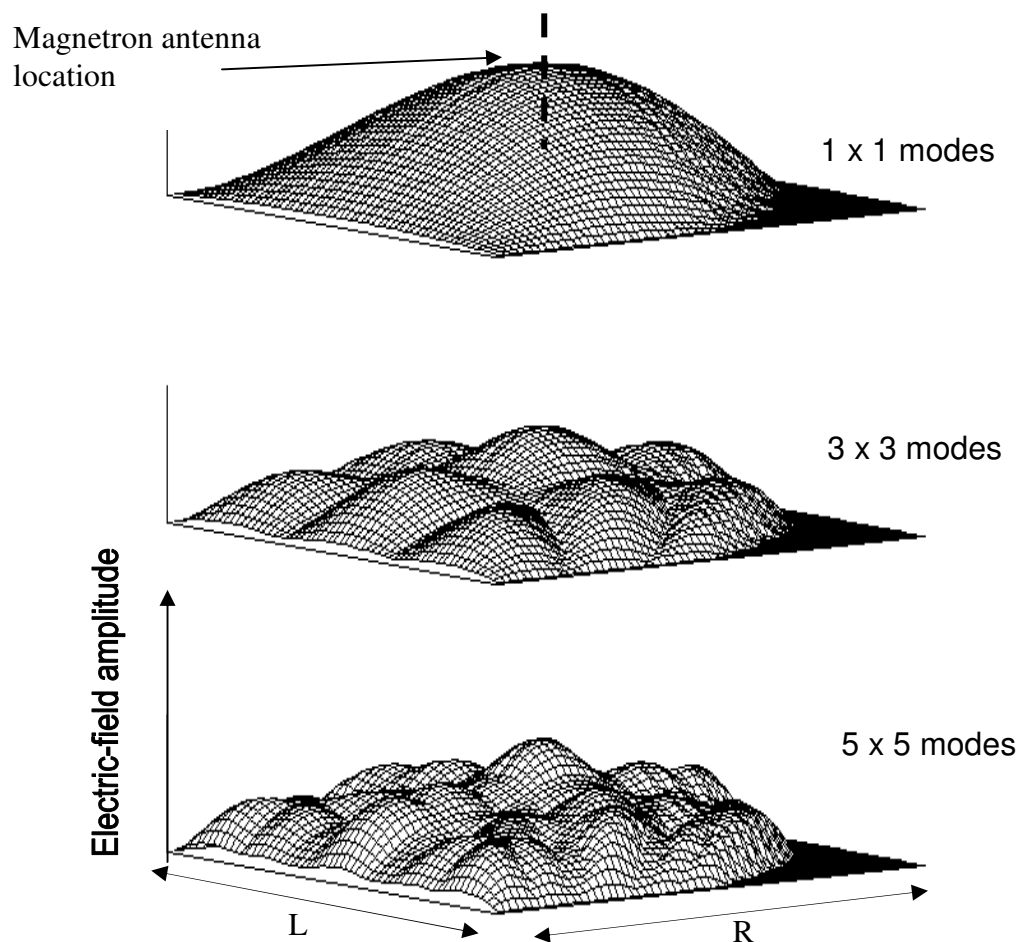 Magnetron antenna
location
1 x 1 modes
3 x 3 modes
Electric-field amplitude
5 x 5 modes
L
R